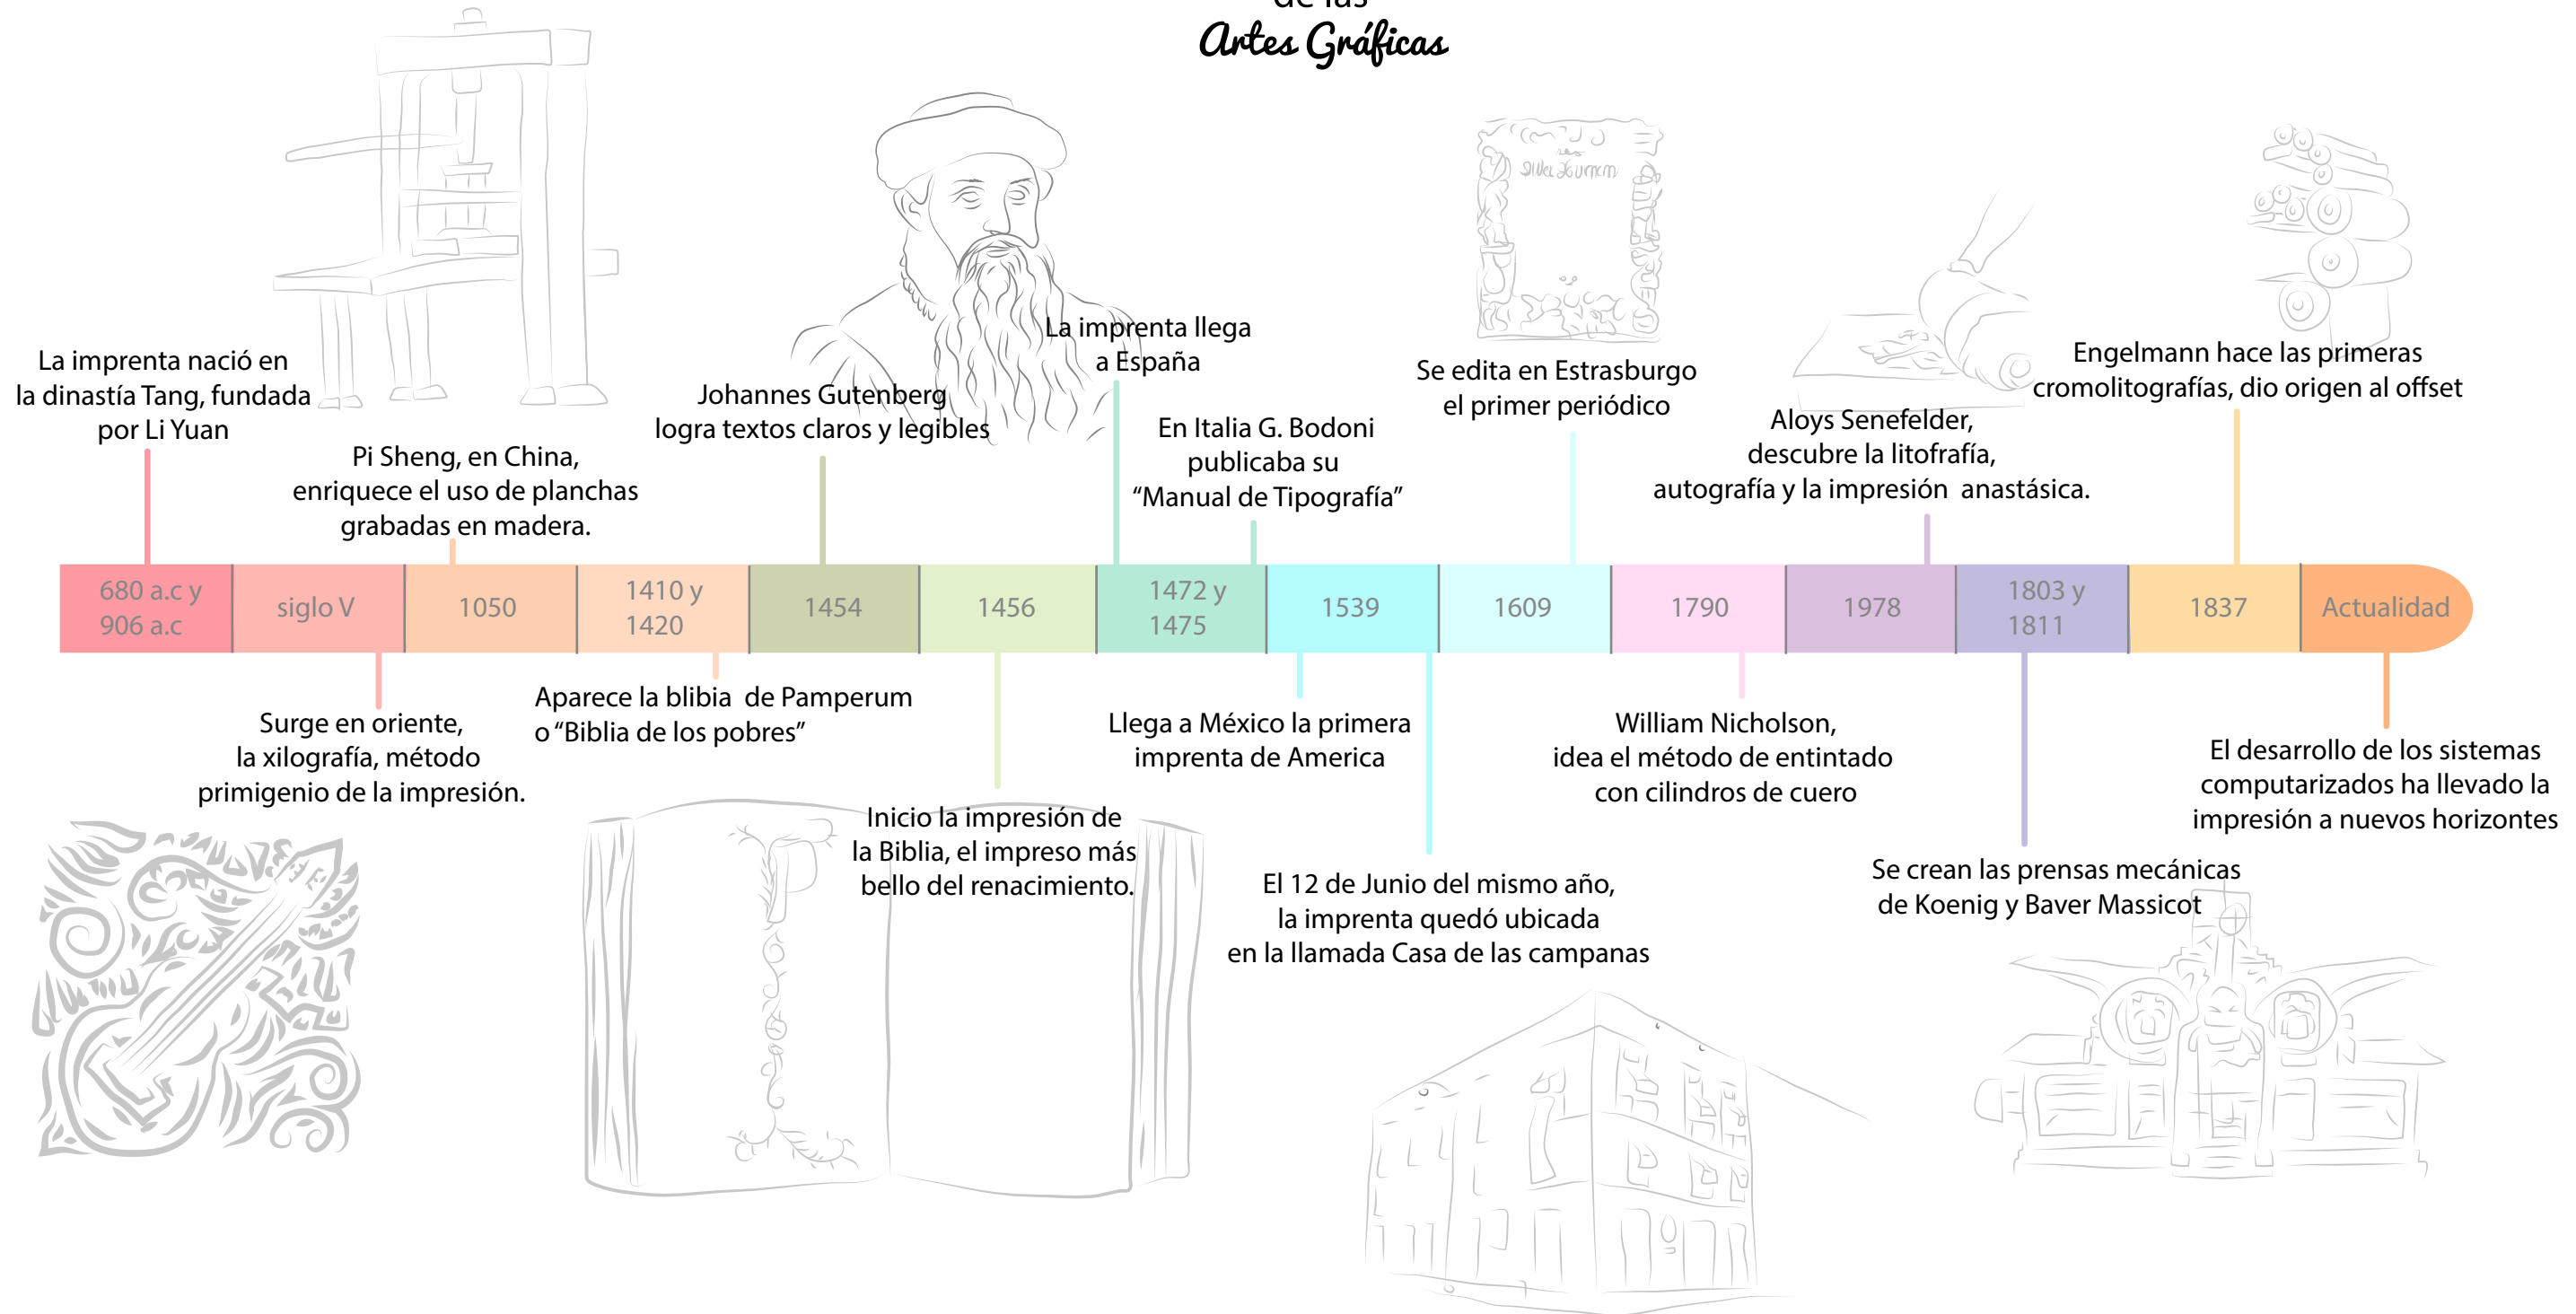 de las
Artes Gráficas
La imprenta nació en
la dinastía Tang, fundada
por Li Yuan
Pi Sheng, en China,
enriquece el uso de planchas
grabadas en madera.
Johannes Gutenberg
logra textos claros y legibles
La imprenta llega
a España
En Italia G. Bodoni
publicaba su
“Manual de Tipografía”
Se edita en Estrasburgo
el primer periódico
Aloys Senefelder,
descubre la litofrafía,
autografía y la impresión anastásica.
Engelmann hace las primeras
cromolitografías, dio origen al offset
680 a.c y
906 a.c
siglo V
1050
1410 y
1420
1454
1456
1472 y
1475
1539
1609
1790
1978
1803 y
1811
1837
Actualidad
Surge en oriente,
la xilografía, método
primigenio de la impresión.
Aparece la blibia de Pamperum
o “Biblia de los pobres”
Inicio la impresión de
la Biblia, el impreso más
bello del renacimiento.
Llega a México la primera
imprenta de America
El 12 de Junio del mismo año,
la imprenta quedó ubicada
en la llamada Casa de las campanas
William Nicholson,
idea el método de entintado
con cilindros de cuero
Se crean las prensas mecánicas
de Koenig y Baver Massicot
El desarrollo de los sistemas
computarizados ha llevado la
impresión a nuevos horizontes